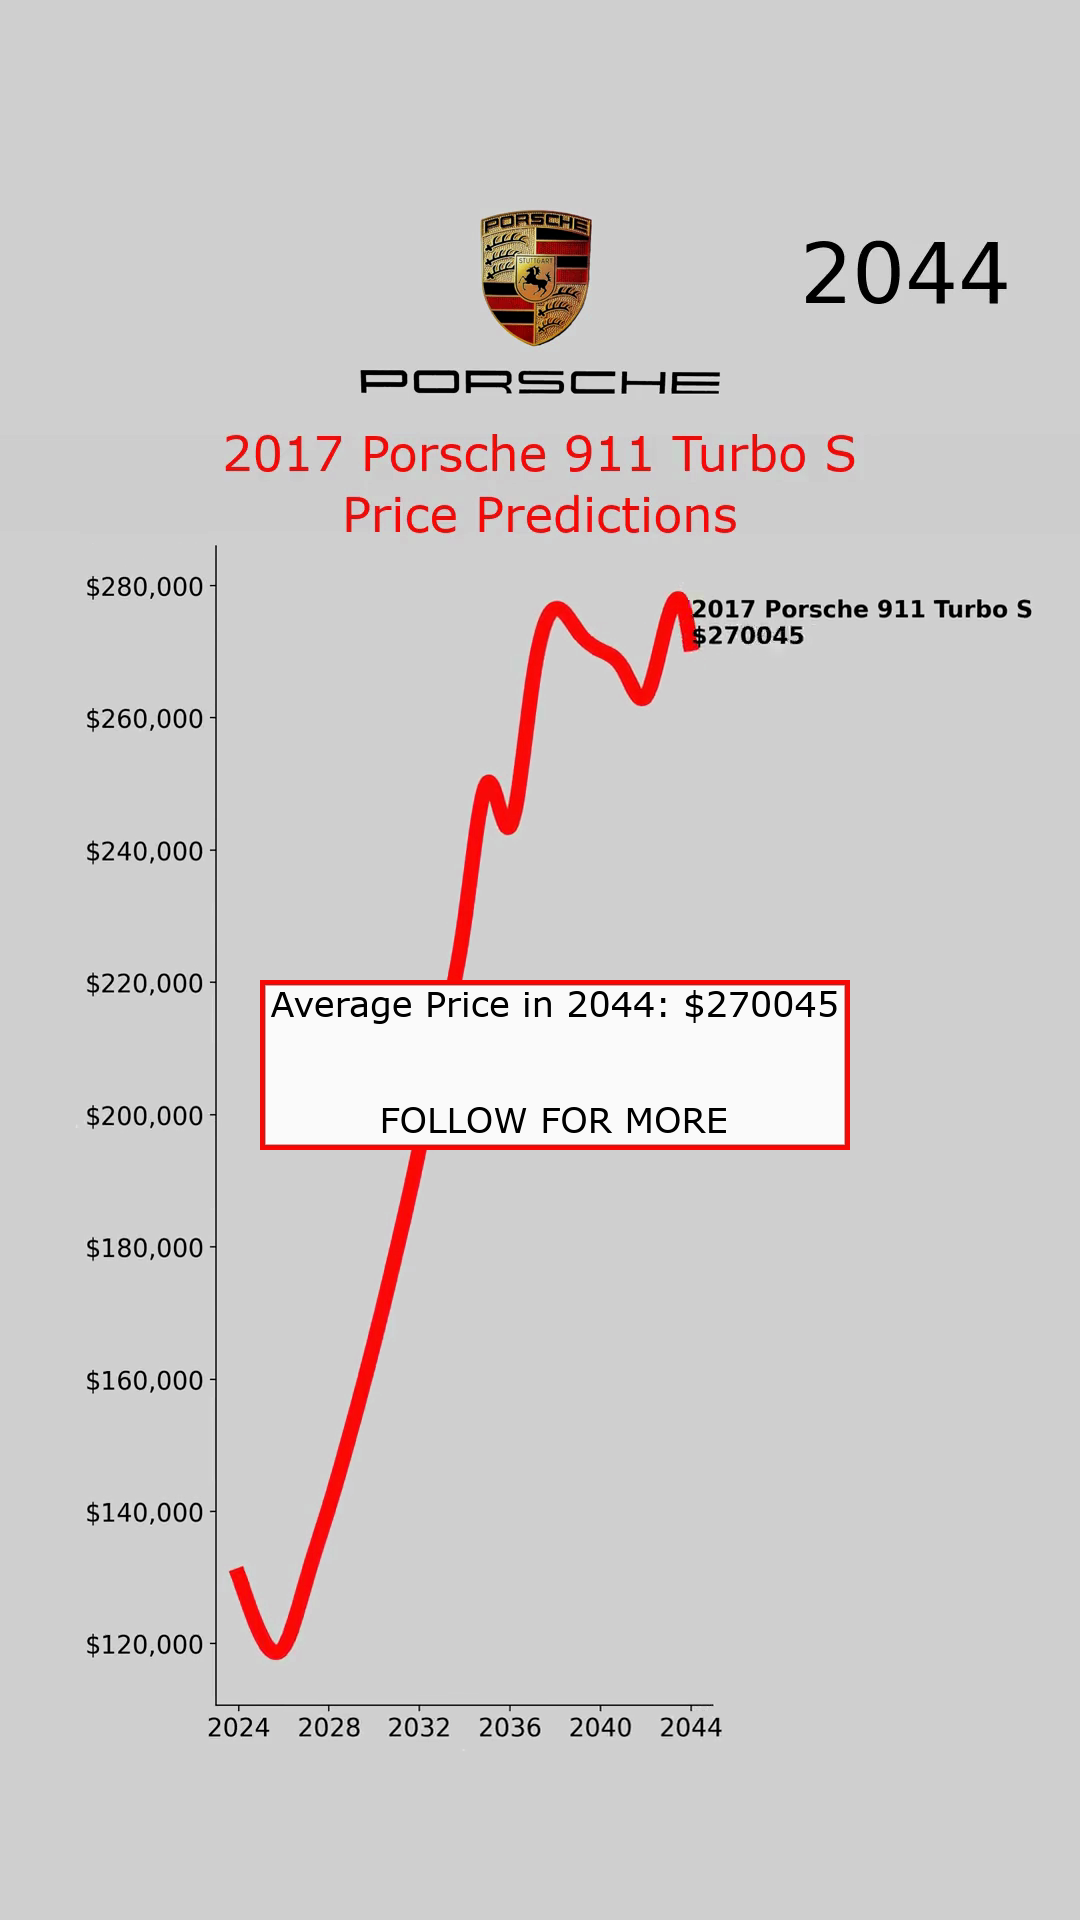 PORSCHE
STUTTGART
2044
PORSCHE
2017 Porsche 911 Turbo S
Price Predictions
$280,000
2017 Porsche 911 Turbo S
$270045
$260,000
$240,000
$220,000
Average Price in 2044: $270045
FOLLOW FOR MORE
$200,000
$180,000
$160,000
$140,000
$120,000
2024 2028 2032 2036 2040 2044